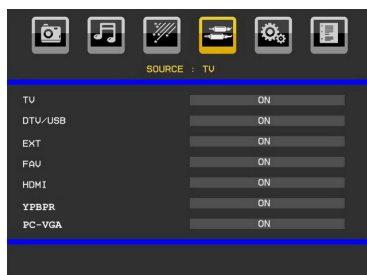 SOURCE : TV
TV ON
DTV/USB ON
EXT ON
FAV ON
HDMI ON
YPBPR ON
PC-VGA ON